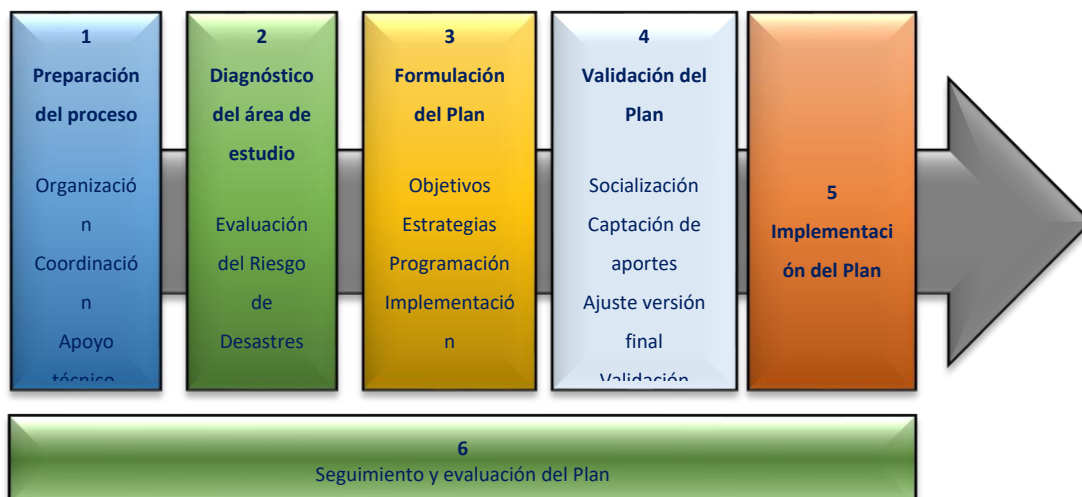 1
Preparación
del proceso
Organizació
n
Coordinació
n
Apoyo
técnico
2
Diagnóstico
del área de
estudio
Evaluación
del Riesgo
de
Desastres
3
Formulación
del Plan
Objetivos
Estrategias
Programación
Implementació
n
4
Validación del
Plan
Socialización
Captación de
aportes
Ajuste versión
final
Validación
5
Implementaci
ón del Plan
6
Seguimiento y evaluación del Plan